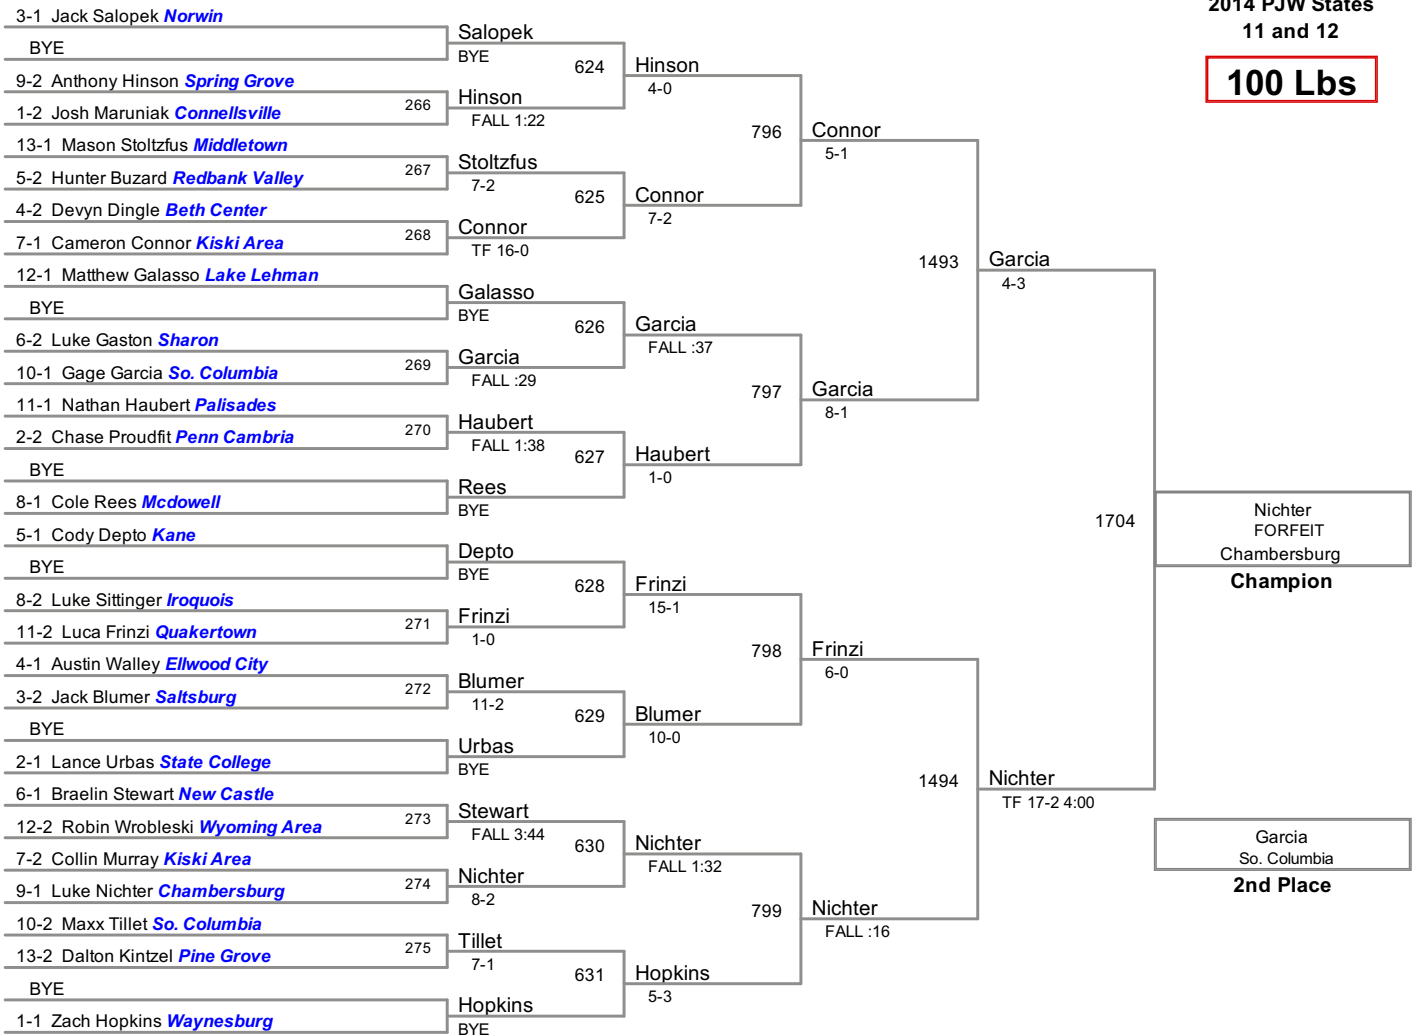 2014 PJW States
11 and 12
100 Lbs
3-1 Jack Salopek Norwin
BYE
9-2 Anthony Hinson Spring Grove
1-2 Josh Maruniak Connellsville
13-1 Mason Stoltzfus Middletown
5-2 Hunter Buzard Redbank Valley
4-2 Devyn Dingle Beth Center
7-1 Cameron Connor Kiski Area
12-1 Matthew Galasso Lake Lehman
BYE
6-2 Luke Gaston Sharon
10-1 Gage Garcia So. Columbia
11-1 Nathan Haubert Palisades
2-2 Chase Proudfit Penn Cambria
BYE
8-1 Cole Rees Mcdowell
5-1 Cody Depto Kane
BYE
8-2 Luke Sittinger Iroquois
11-2 Luca Frinzi Quakertown
4-1 Austin Walley Ellwood City
3-2 Jack Blumer Saltsburg
BYE
2-1 Lance Urbas State College
6-1 Braelin Stewart New Castle
12-2 Robin Wrobleski Wyoming Area
7-2 Collin Murray Kiski Area
9-1 Luke Nichter Chambersburg
10-2 Maxx Tillet So. Columbia
13-2 Dalton Kintzel Pine Grove
BYE
1-1 Zach Hopkins Waynesburg
266
267
268
269
270
271
272
273
274
275
Salopek
BYE
Hinson
FALL 1:22
Stoltzfus
7-2
Connor
TF 16-0
Galasso
BYE
Garcia
FALL :29
Haubert
FALL 1:38
Rees
BYE
Depto
BYE
Frinzi
1-0
Blumer
11-2
Urbas
BYE
Stewart
FALL 3:44
Nichter
8-2
Tillet
7-1
Hopkins
BYE
624
625
626
627
628
629
630
631
Hinson
4-0
Connor
7-2
Garcia
FALL :37
Haubert
1-0
Frinzi
15-1
Blumer
10-0
Nichter
FALL 1:32
Hopkins
5-3
796
797
798
799
Connor
5-1
Garcia
8-1
Frinzi
6-0
Nichter
FALL :16
1493
1494
Garcia
4-3
Nichter
TF 17-2 4:00
1704
Nichter
FORFEIT
Chambersburg
Champion
Garcia
So. Columbia
2nd Place